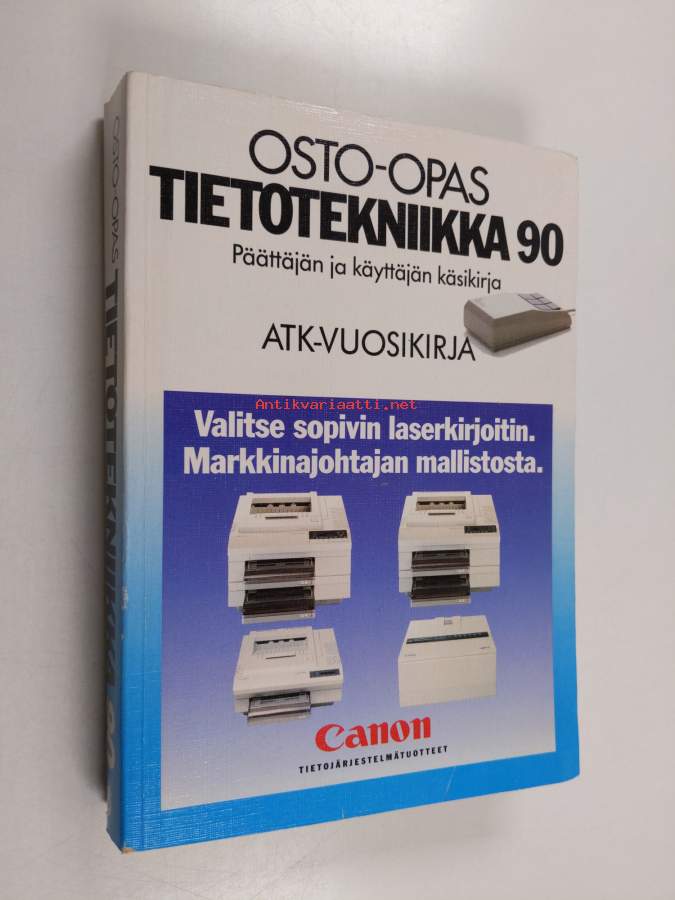 OSTO-OPAS
TIETOTEKNIIKKA 90
Päättäjän ja käyttäjän käsikirja
ATK-VUOSIKIRJA
Antikvariaatti.net
Valitse sopivin laserkirjoitin.
Markkinajohtajan mallistosta.
Canon
TIETOJÄRJESTELMÄTUOTTEET
OSTO-OPAS TIETOTEKNIIKKA 90